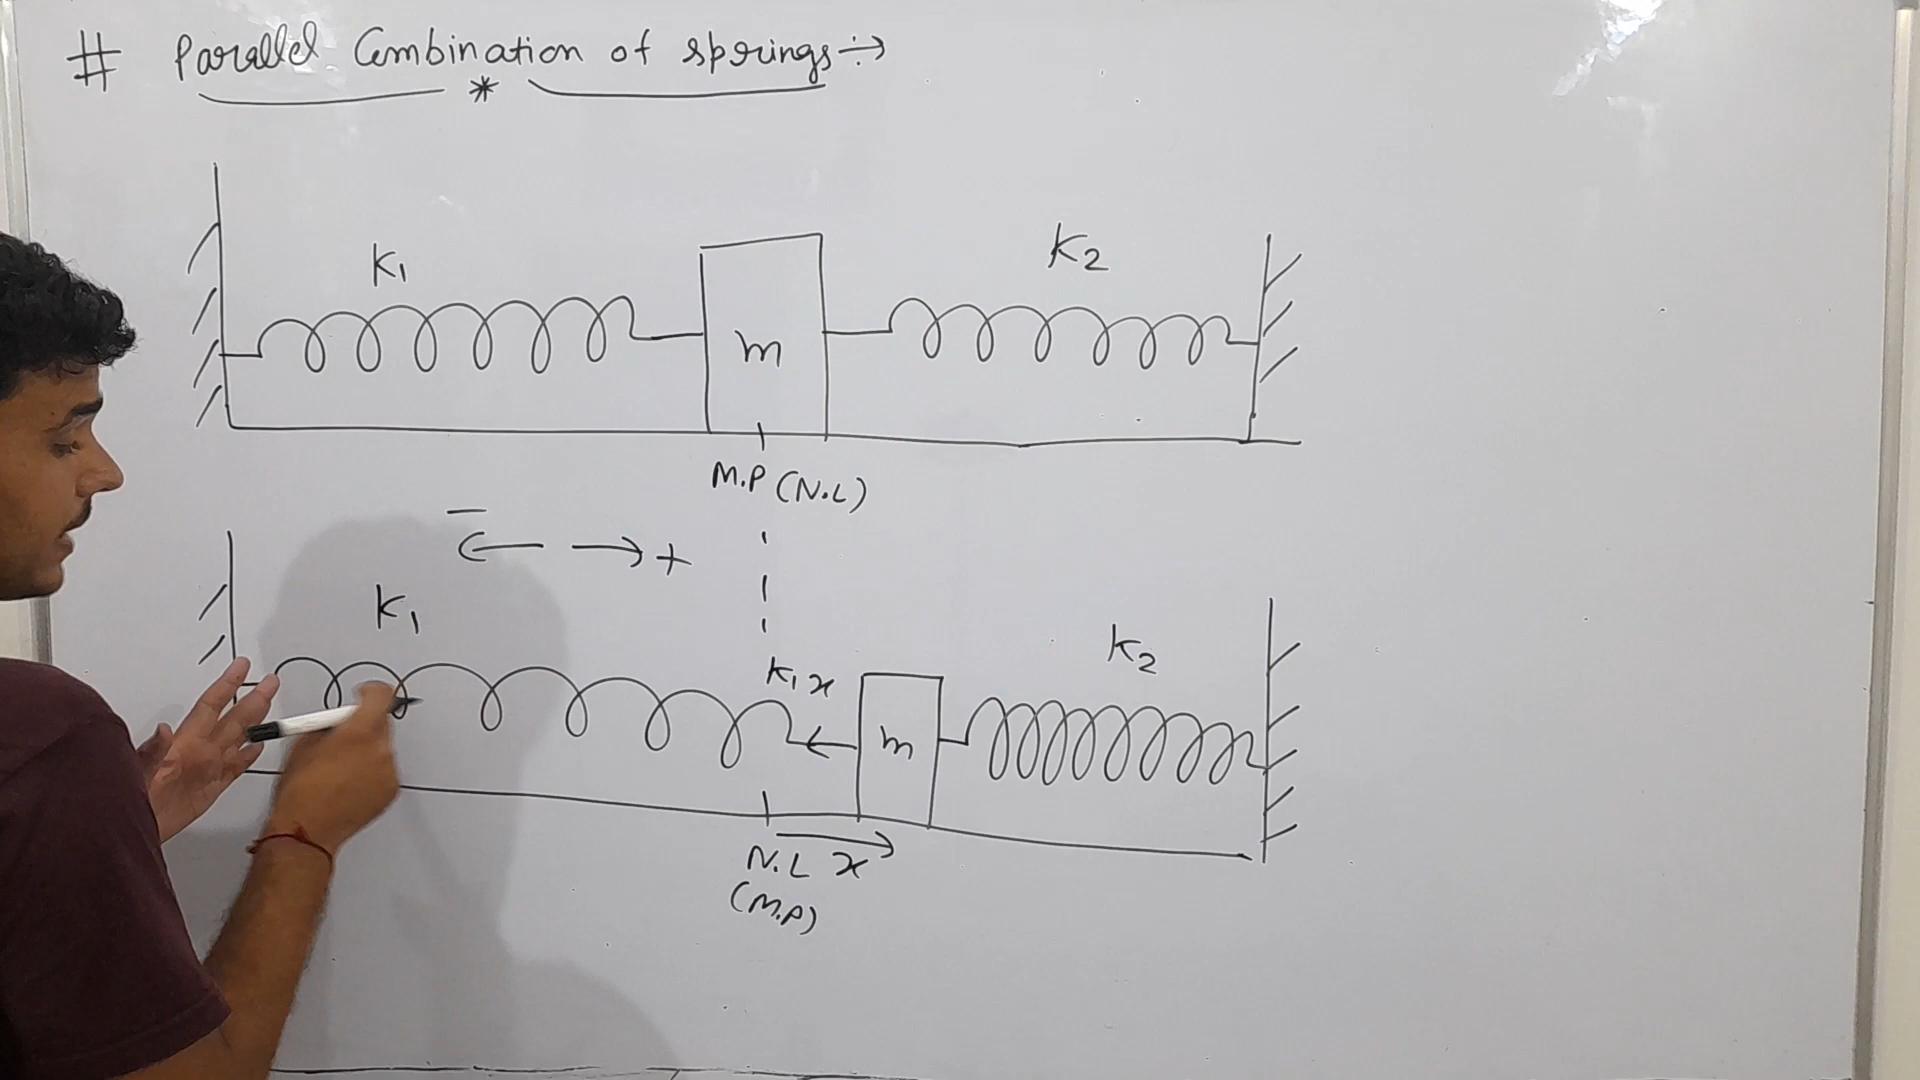 # Parallel Combination of springs ÷→
*
K1
K2
m
M.P (N.L)
- ← → +
K1
K2
K1x
m
N.L x
(M.P)